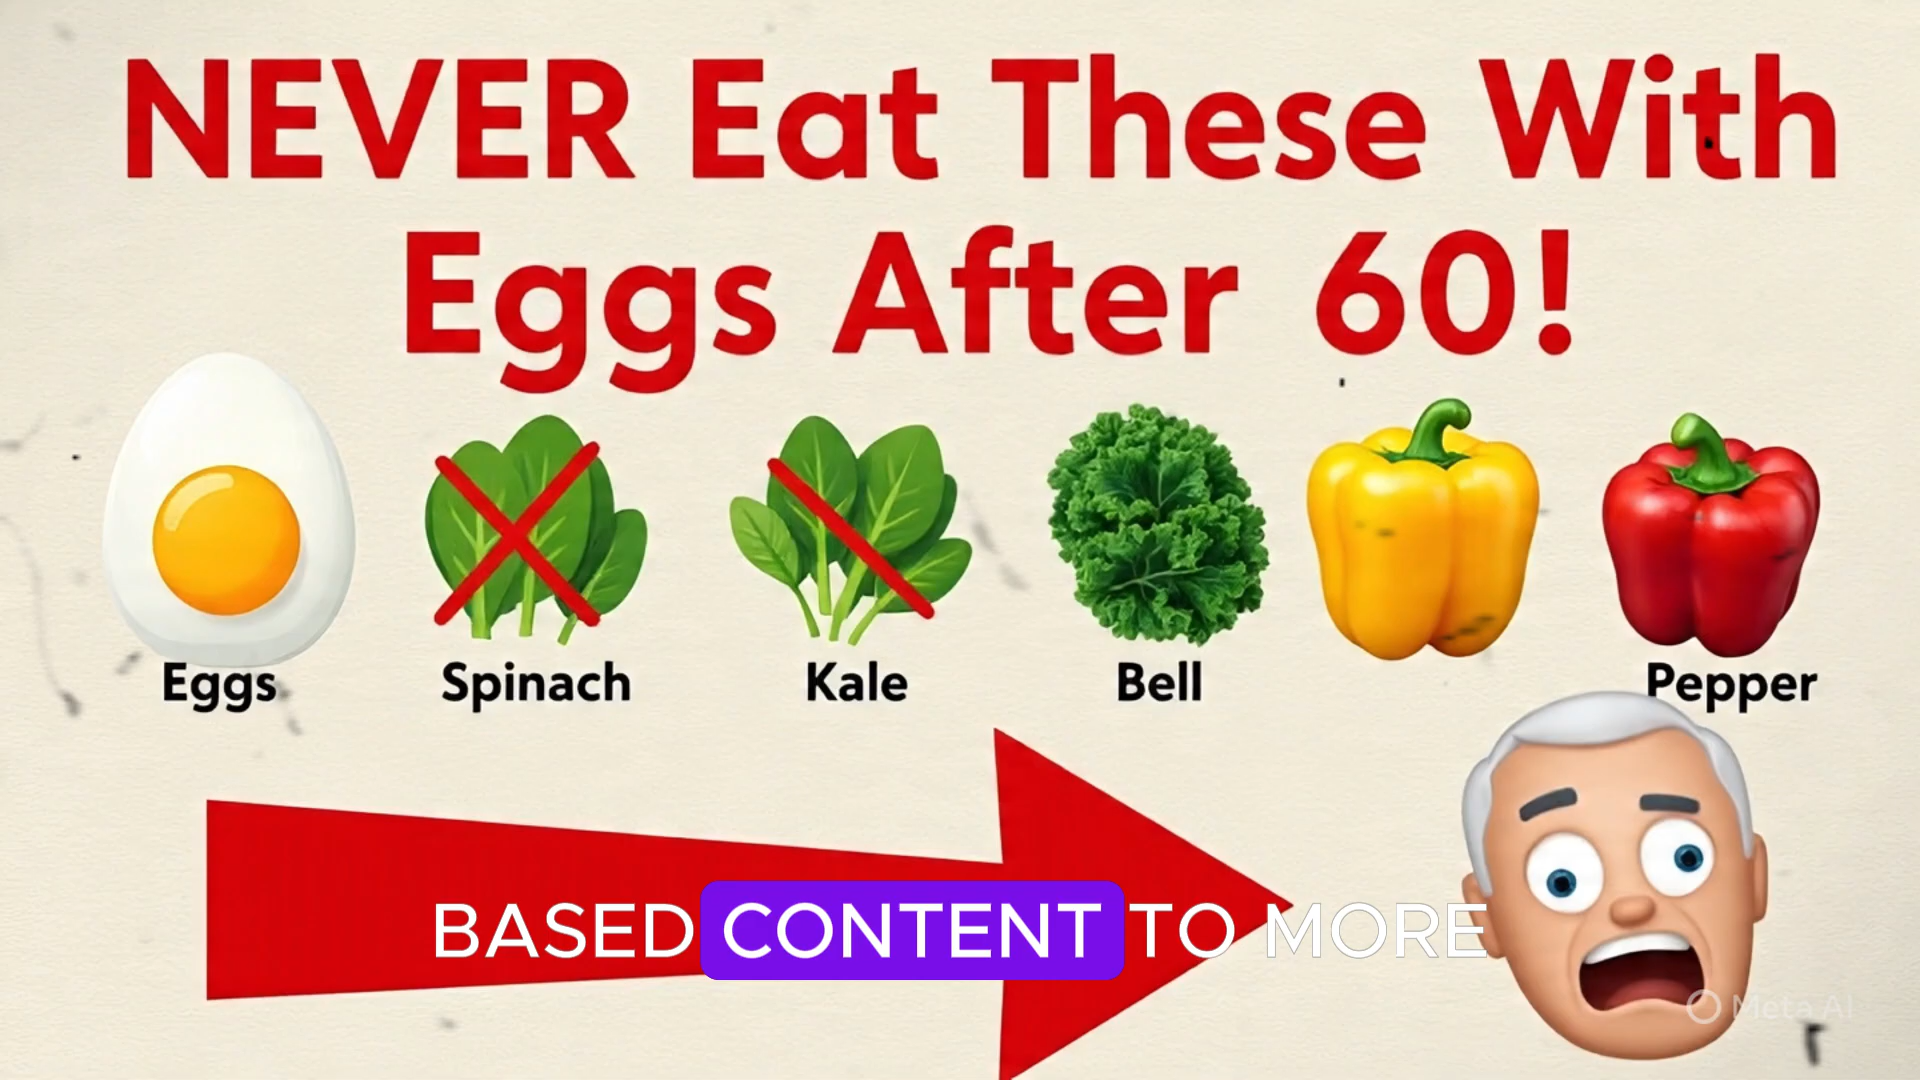 NEVER Eat These With
Eggs After 60!
Eggs Spinach Kale Bell Pepper
BASED CONTENT TO MORE
Meta AI